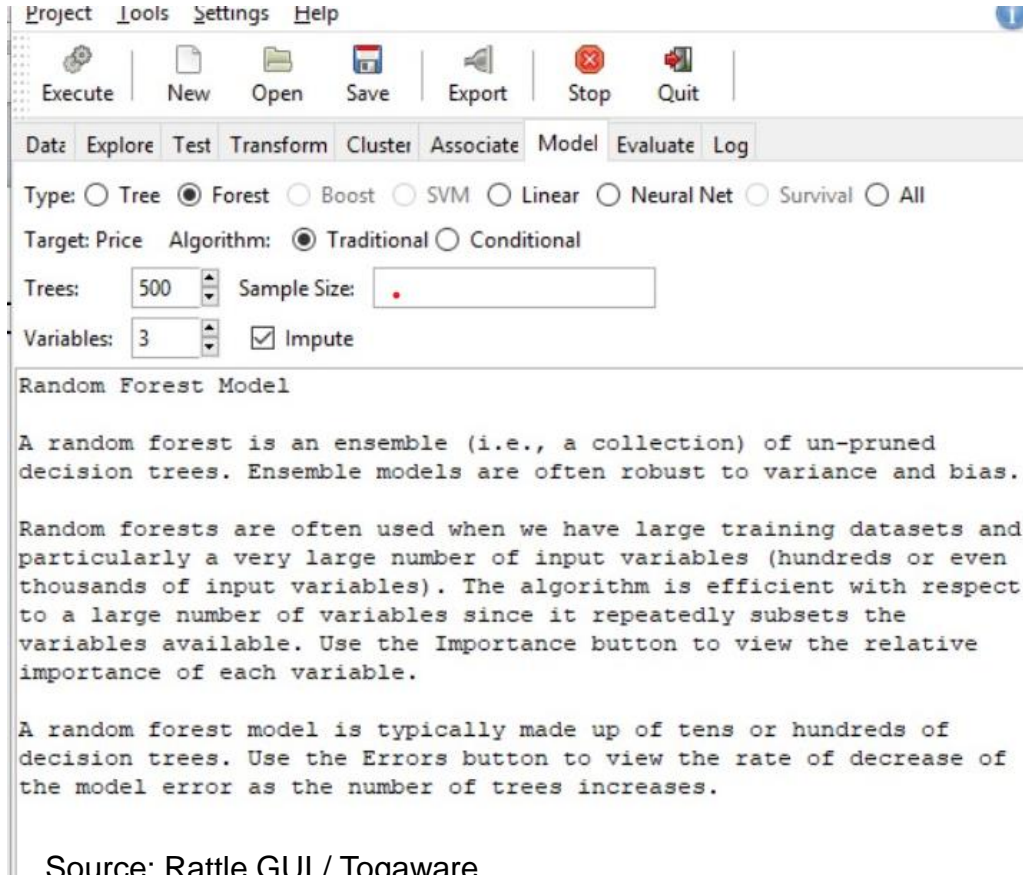 Project Tools Settings Help
Execute New Open Save Export Stop Quit
Data Explore Test Transform Cluster Associate Model Evaluate Log
Type: Tree Forest Boost SVM Linear Neural Net Survival All
Target: Price Algorithm: Traditional Conditional
Trees: 500 Sample Size:
Variables: 3 Impute
Random Forest Model
A random forest is an ensemble (i.e., a collection) of un-pruned
decision trees. Ensemble models are often robust to variance and bias.
Random forests are often used when we have large training datasets and
particularly a very large number of input variables (hundreds or even
thousands of input variables). The algorithm is efficient with respect
to a large number of variables since it repeatedly subsets the
variables available. Use the Importance button to view the relative
importance of each variable.
A random forest model is typically made up of tens or hundreds of
decision trees. Use the Errors button to view the rate of decrease of
the model error as the number of trees increases.
Source: Rattle GUI / Togaware